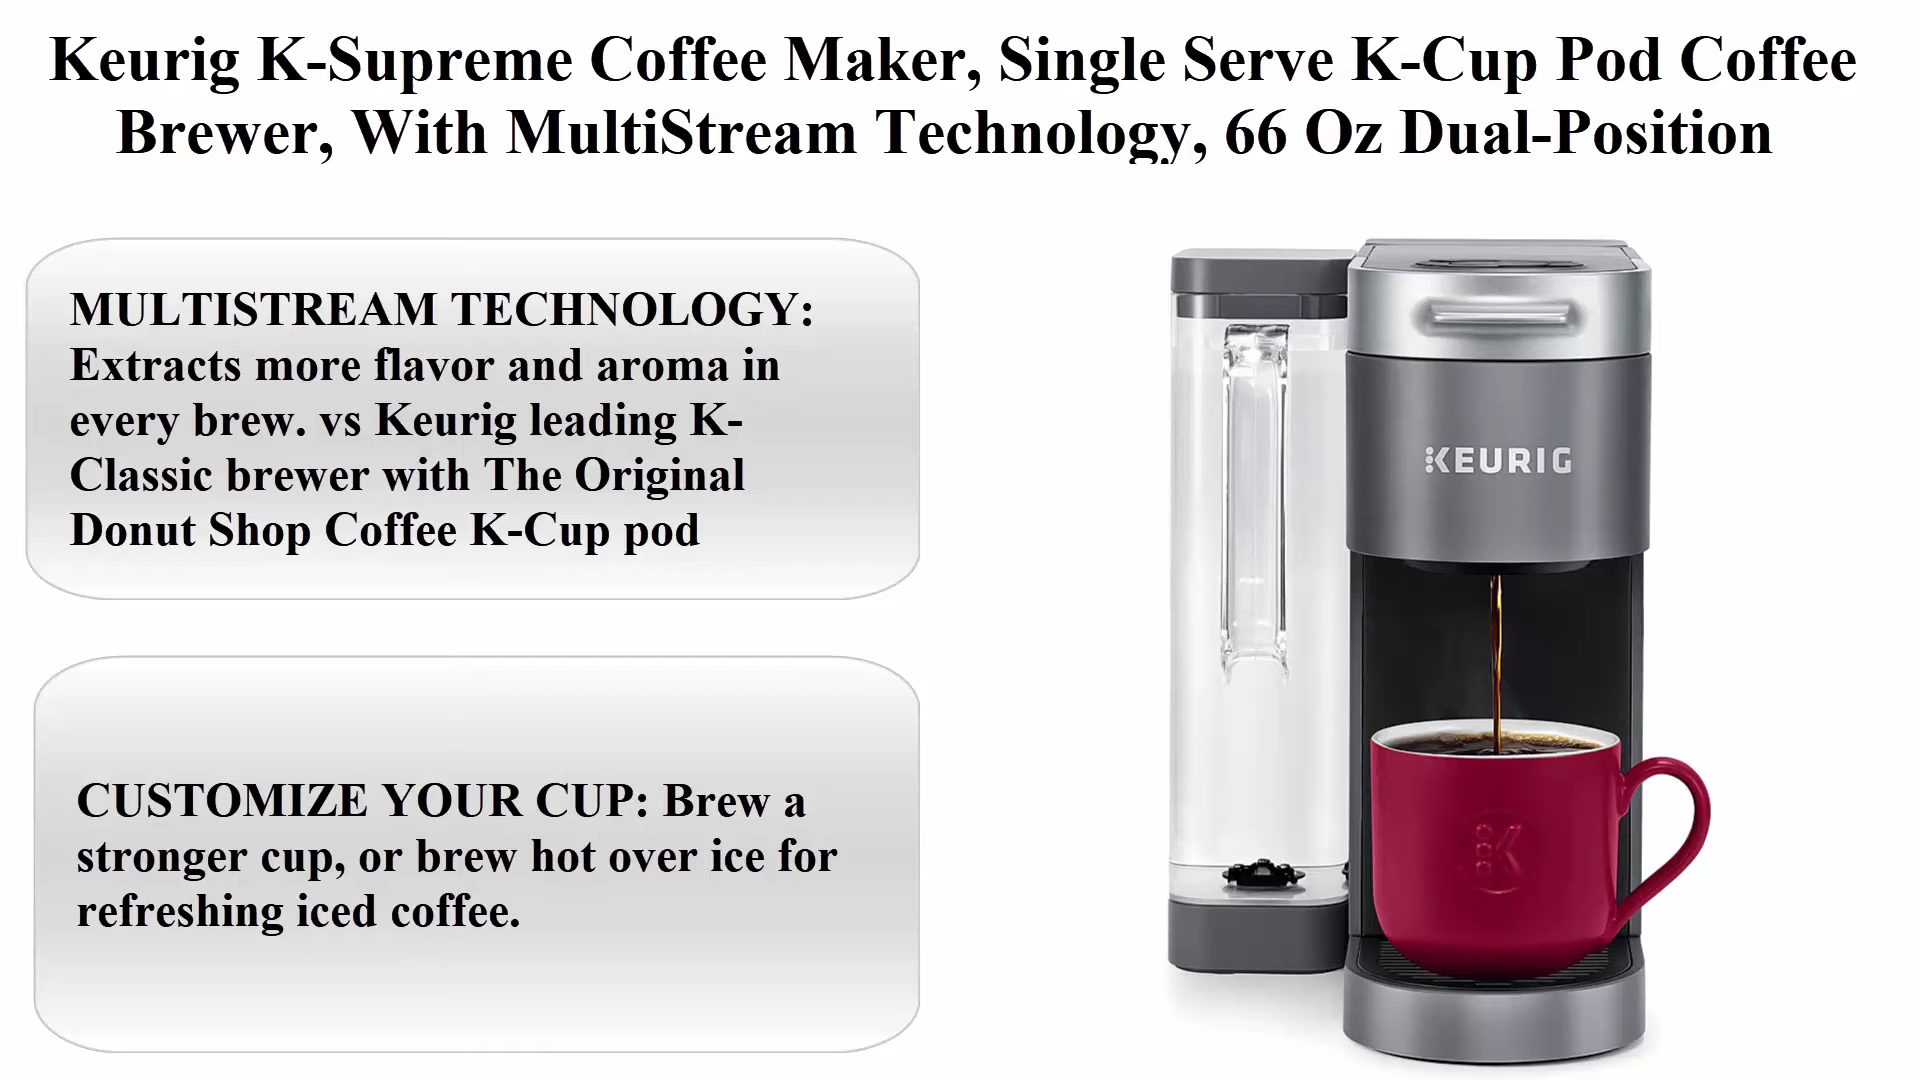 Keurig K-Supreme Coffee Maker, Single Serve K-Cup Pod Coffee
Brewer, With MultiStream Technology, 66 Oz Dual-Position
MULTISTREAM TECHNOLOGY:
Extracts more flavor and aroma in
every brew. vs Keurig leading K-
Classic brewer with The Original
Donut Shop Coffee K-Cup pod
CUSTOMIZE YOUR CUP: Brew a
stronger cup, or brew hot over ice for
refreshing iced coffee.
KEURIG
K